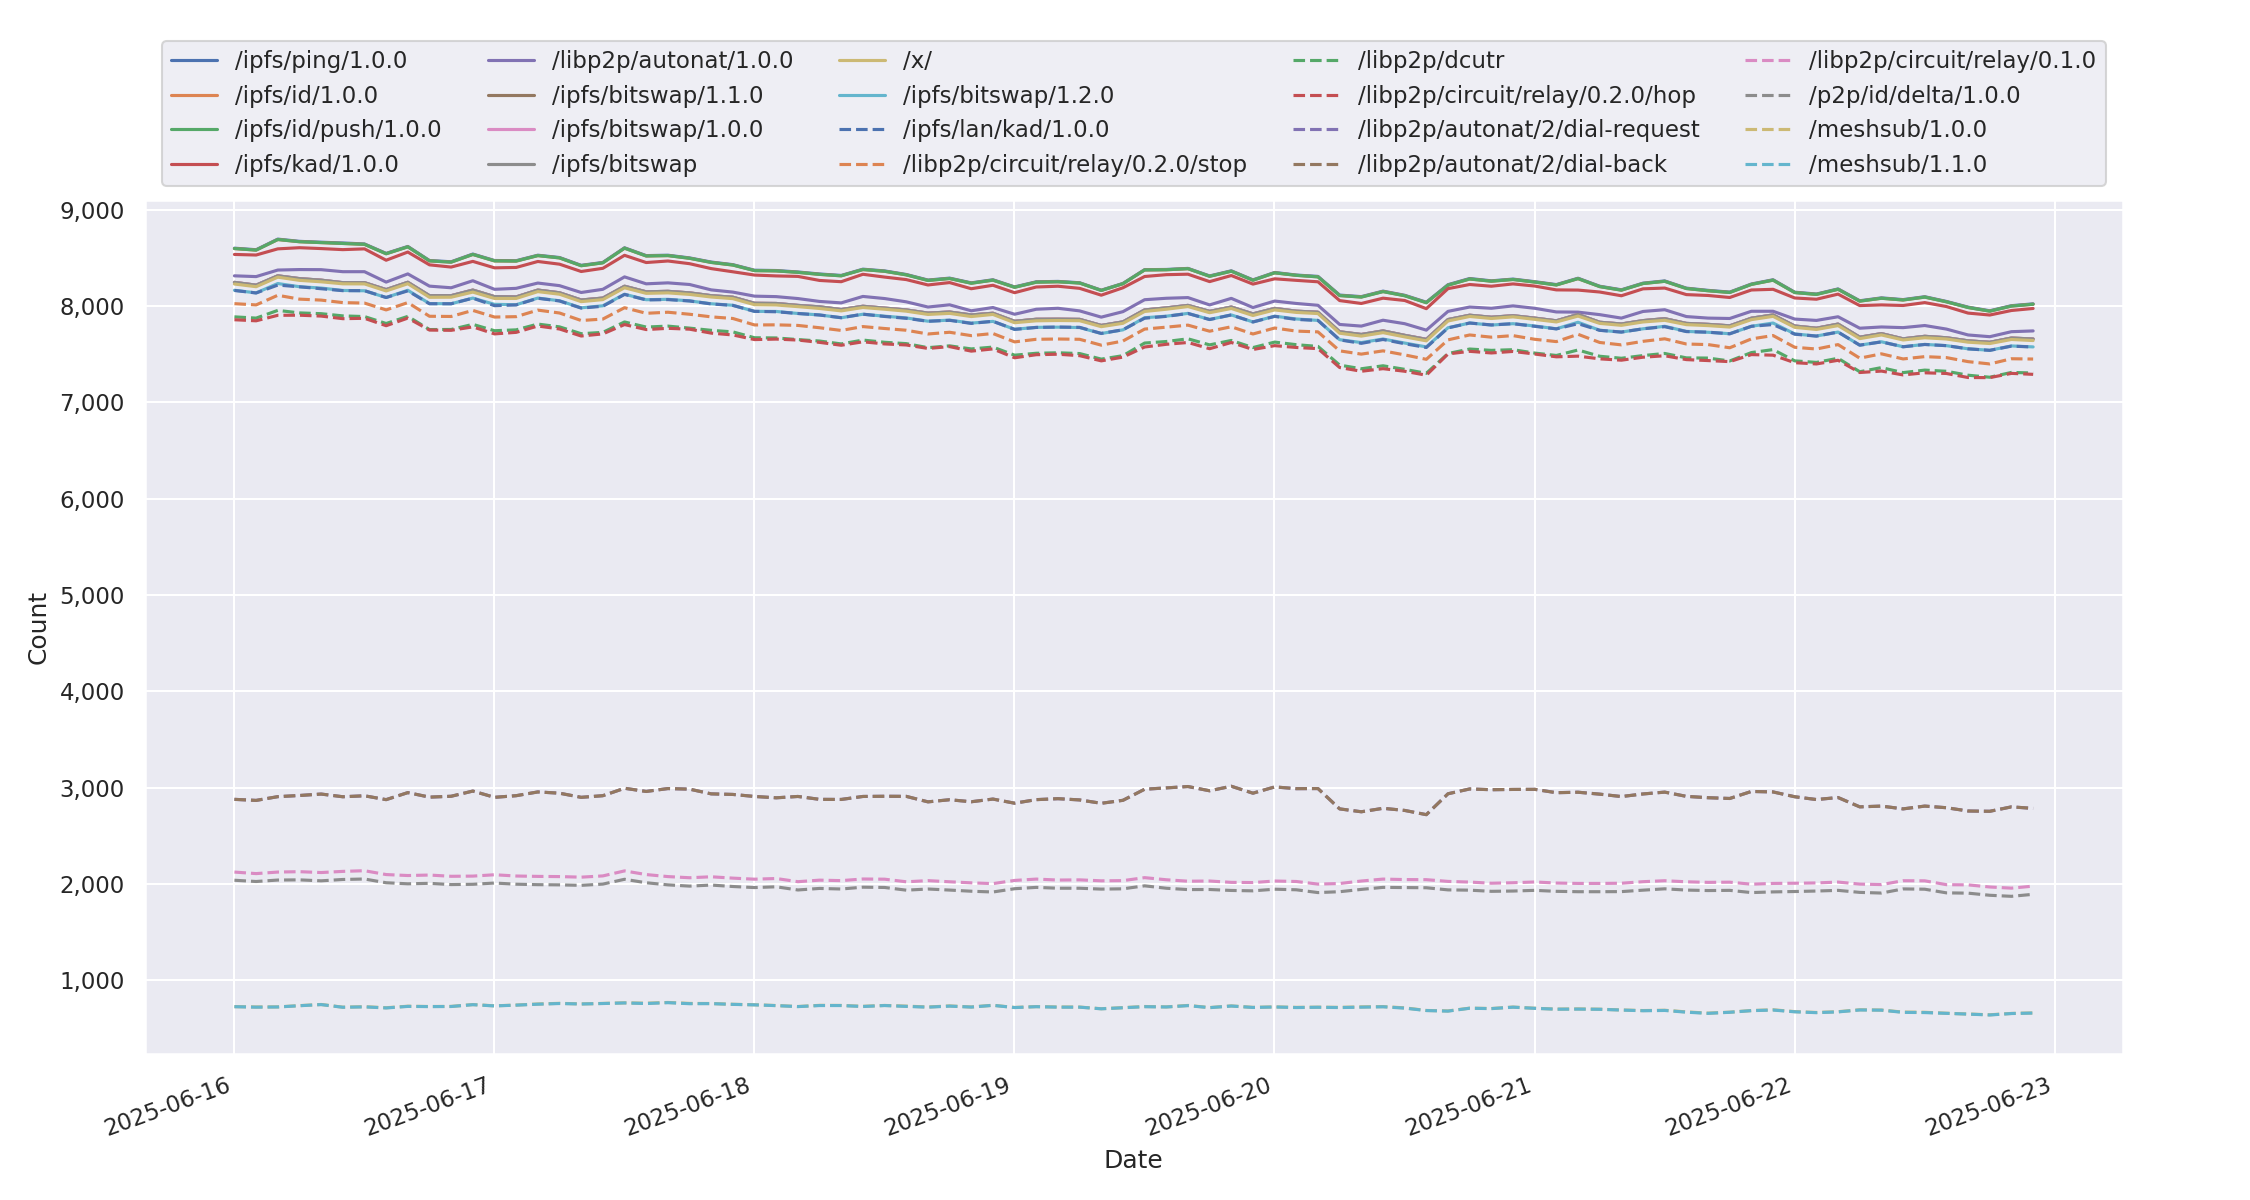 /ipfs/ping/1.0.0
/ipfs/id/1.0.0
/ipfs/id/push/1.0.0
/ipfs/kad/1.0.0
/libp2p/autonat/1.0.0
/ipfs/bitswap/1.1.0
/ipfs/bitswap/1.0.0
/ipfs/bitswap
/x/
/ipfs/bitswap/1.2.0
/ipfs/lan/kad/1.0.0
/libp2p/circuit/relay/0.2.0/stop
/libp2p/dcutr
/libp2p/circuit/relay/0.2.0/hop
/libp2p/autonat/2/dial-request
/libp2p/autonat/2/dial-back
/libp2p/circuit/relay/0.1.0
/p2p/id/delta/1.0.0
/meshsub/1.0.0
/meshsub/1.1.0
9,000
8,000
7,000
6,000
5,000
4,000
3,000
2,000
1,000
Count
2025-06-16
2025-06-17
2025-06-18
2025-06-19
2025-06-20
2025-06-21
2025-06-22
2025-06-23
Date